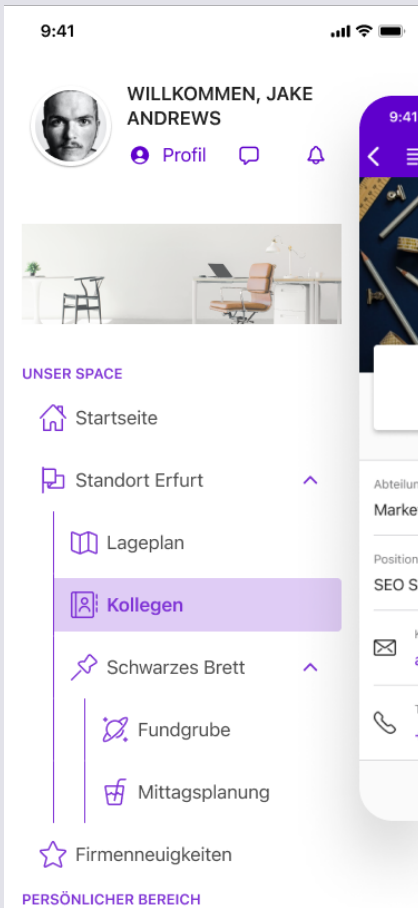 9:41
WILLKOMMEN, JAKE
ANDREWS
Profil
UNSER SPACE
Startseite
Standort Erfurt
Lageplan
Kollegen
Schwarzes Brett
Fundgrube
Mittagsplanung
Firmenneuigkeiten
PERSÖNLICHER BEREICH
9:41
SEO